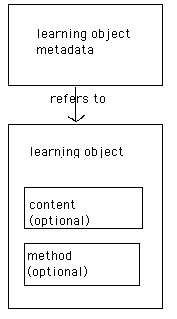 learning object
metadata
refers to
learning object
content
(optional)
method
(optional)